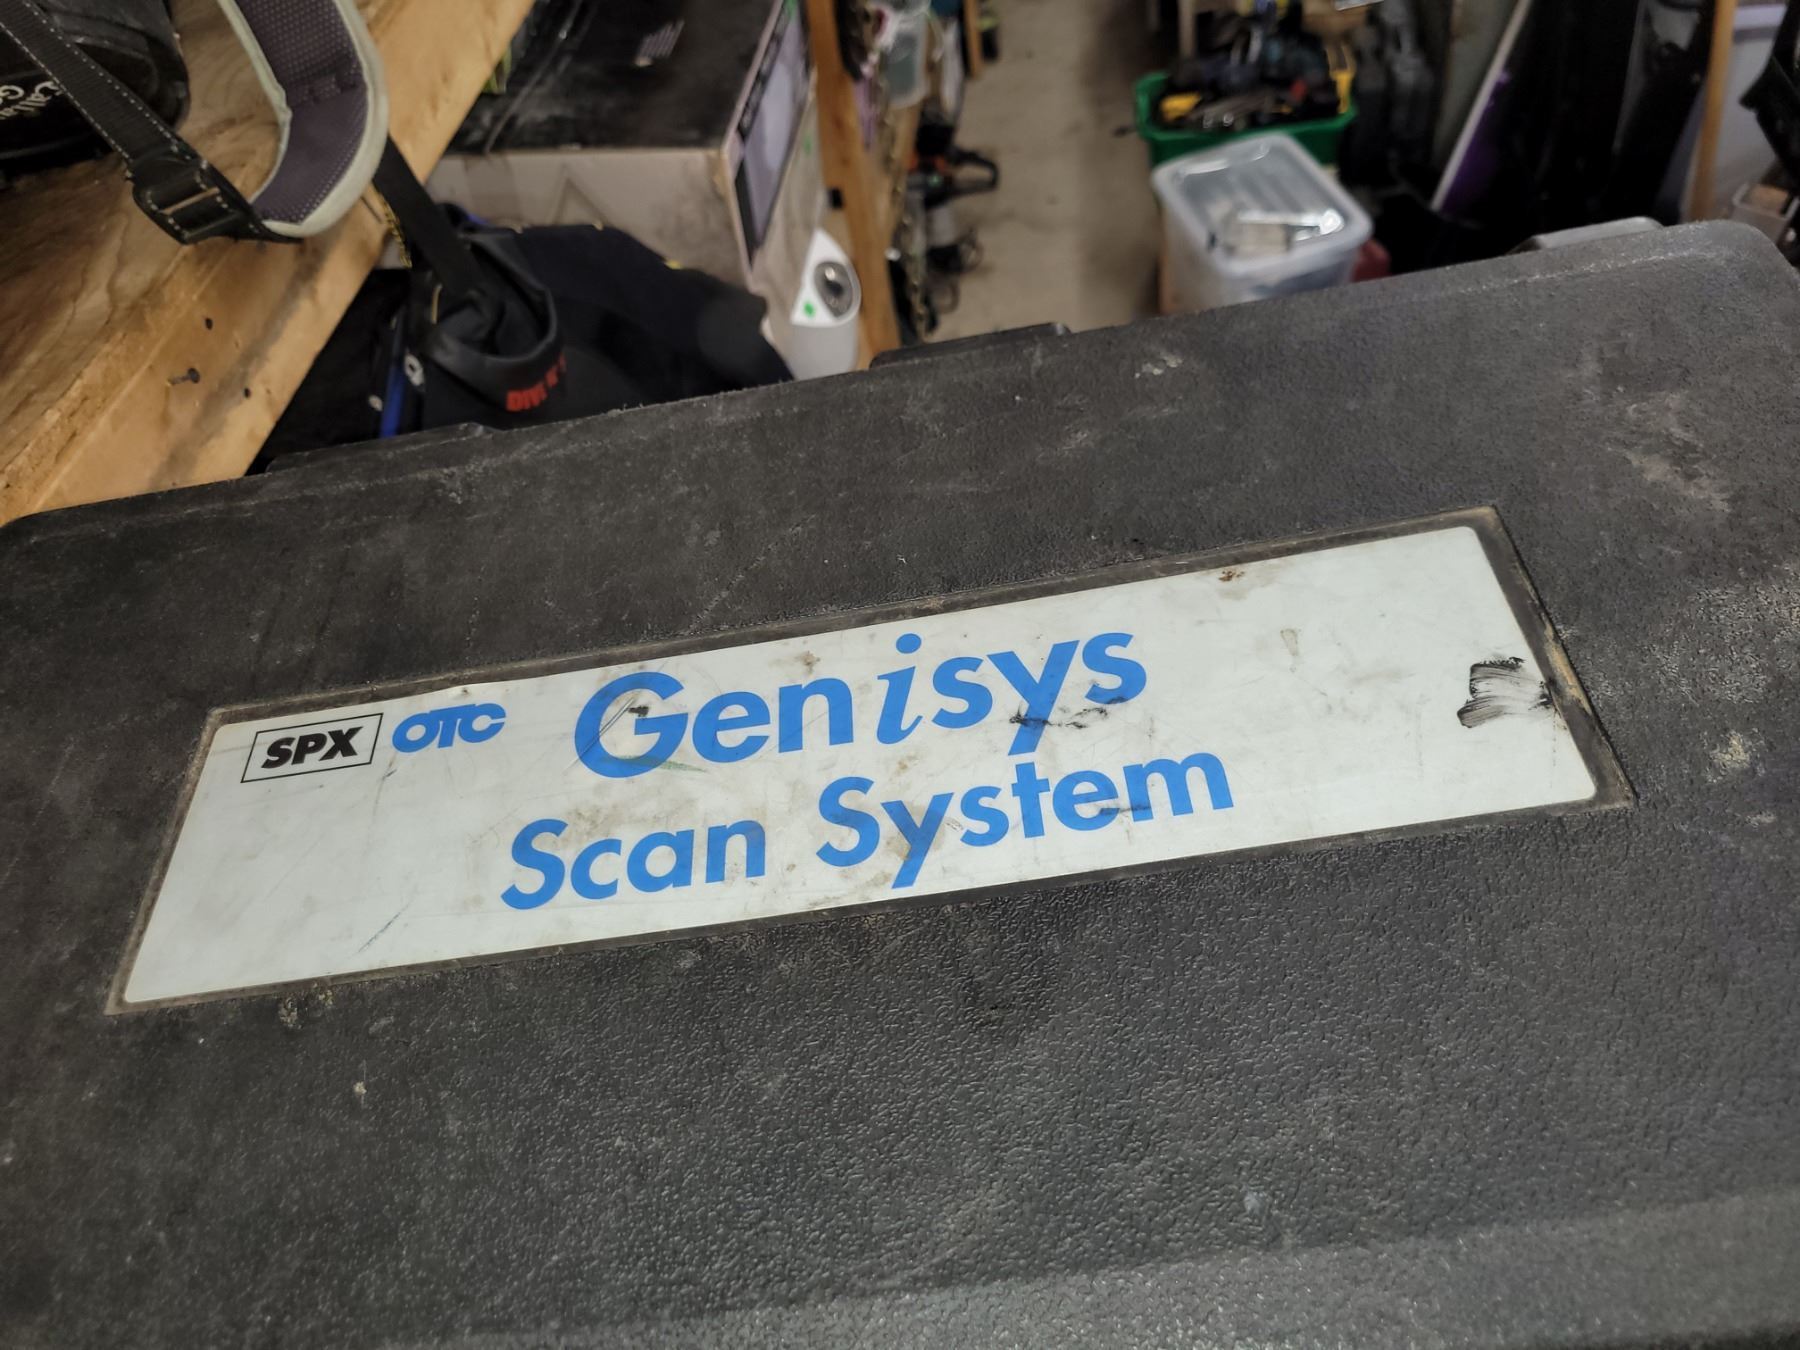 SPX OTC Genisys
Scan System